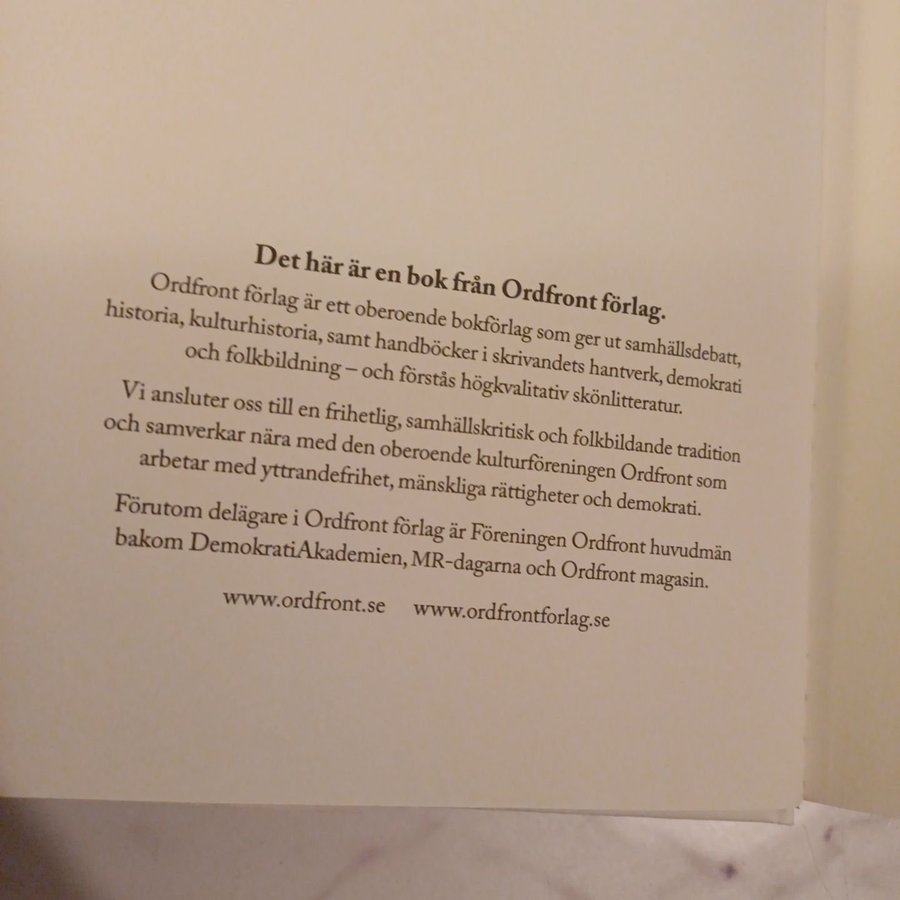 Det här är en bok från Ordfront förlag.
Ordfront förlag är ett oberoende bokförlag som ger ut samhällsdebatt,
historia, kulturhistoria, samt handböcker i skrivandets hantverk, demokrati
och folkbildning – och förstås högkvalitativ skönlitteratur.
Vi ansluter oss till en frihetlig, samhällskritisk och folkbildande tradition
och samverkar nära med den oberoende kulturföreningen Ordfront som
arbetar med yttrandefrihet, mänskliga rättigheter och demokrati.
Förutom delägare i Ordfront förlag är Föreningen Ordfront huvudmän
bakom DemokratiAkademien, MR-dagarna och Ordfront magasin.
www.ordfront.se www.ordfrontforlag.se